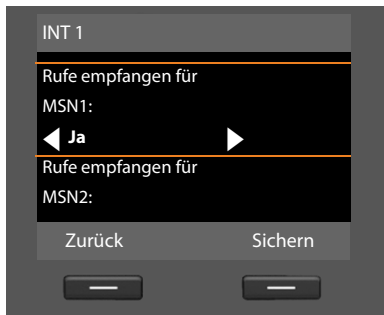 INT 1
Rufe empfangen für
MSN1:
Ja
Rufe empfangen für
MSN2:
Zurück Sichern